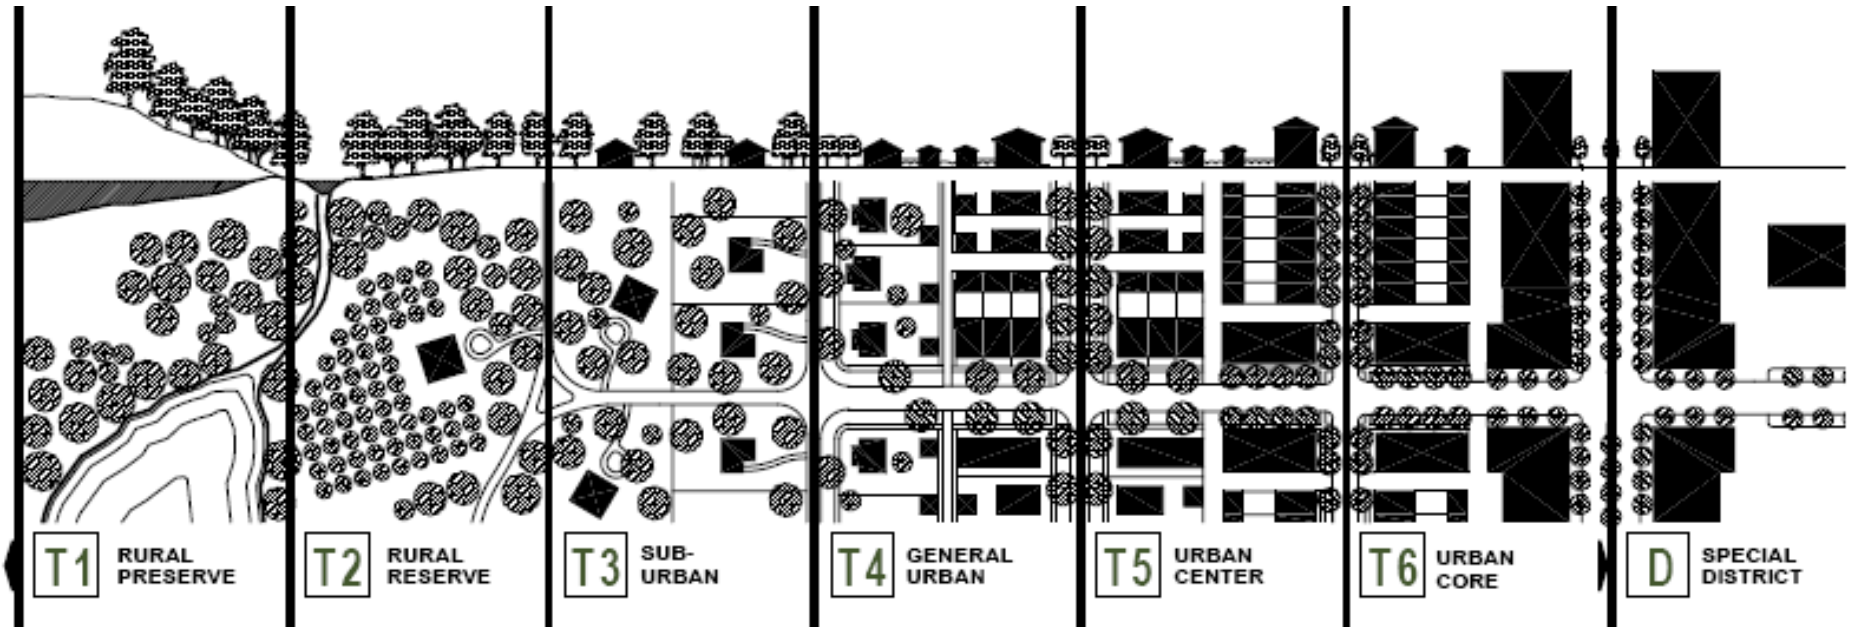 T1
RURAL
PRESERVE
T2
RURAL
RESERVE
T3
SUB-
URBAN
T4
GENERAL
URBAN
T5
URBAN
CENTER
T6
URBAN
CORE
D
SPECIAL
DISTRICT